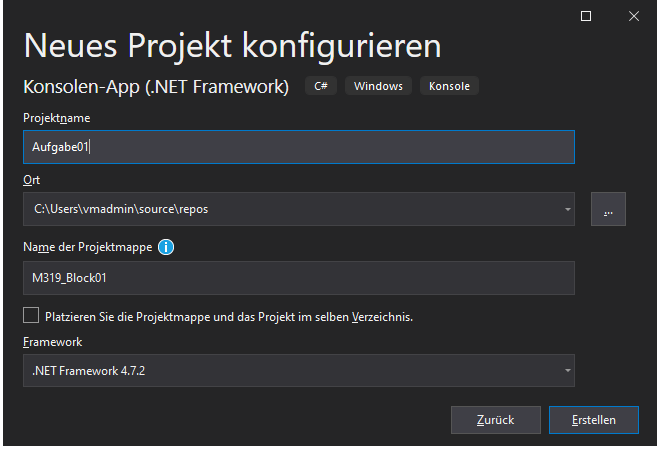 Neues Projekt konfigurieren
Konsolen-App (.NET Framework) C# Windows Konsole
Projektname
Aufgabe01
Ort
C:\Users\vmadmin\source\repos
...
Name der Projektmappe
M319_Block01
Platzieren Sie die Projektmappe und das Projekt im selben Verzeichnis.
Framework
.NET Framework 4.7.2
Zurück Erstellen